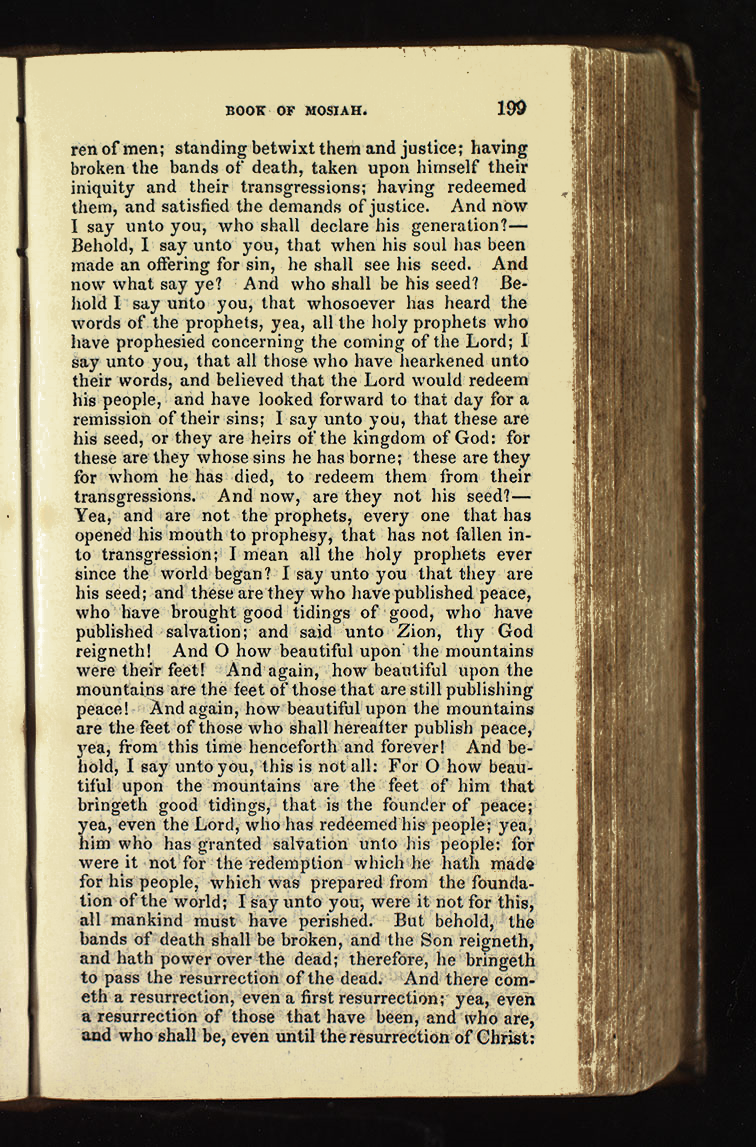 BOOK OF MOSIAH. 199
ren of men; standing betwixt them and justice; having
broken the bands of death, taken upon himself their
iniquity and their transgressions; having redeemed
them, and satisfied the demands of justice. And now
I say unto you, who shall declare his generation?—
Behold, I say unto you, that when his soul has been
made an offering for sin, he shall see his seed. And
now what say ye? And who shall be his seed? Be-
hold I say unto you, that whosoever has heard the
words of the prophets, yea, all the holy prophets who
have prophesied concerning the coming of the Lord; I
say unto you, that all those who have hearkened unto
their words, and believed that the Lord would redeem
his people, and have looked forward to that day for a
remission of their sins; I say unto you, that these are
his seed, or they are heirs of the kingdom of God: for
these are they whose sins he has borne; these are they
for whom he has died, to redeem them from their
transgressions. And now, are they not his seed?—
Yea, and are not the prophets, every one that has
opened his mouth to prophesy, that has not fallen in-
to transgression; I mean all the holy prophets ever
since the world began? I say unto you that they are
his seed; and these are they who have published peace,
who have brought good tidings of good, who have
published salvation; and said unto Zion, thy God
reigneth! And O how beautiful upon the mountains
were their feet! And again, how beautiful upon the
mountains are the feet of those that are still publishing
peace! And again, how beautiful upon the mountains
are the feet of those who shall hereafter publish peace,
yea, from this time henceforth and forever! And be-
hold, I say unto you, this is not all: For O how beau-
tiful upon the mountains are the feet of him that
bringeth good tidings, that is the founder of peace;
yea, even the Lord, who has redeemed his people; yea,
him who has granted salvation unto his people: for
were it not for the redemption which he hath made
for his people, which was prepared from the founda-
tion of the world; I say unto you, were it not for this,
all mankind must have perished. But behold, the
bands of death shall be broken, and the Son reigneth,
and hath power over the dead; therefore, he bringeth
to pass the resurrection of the dead. And there com-
eth a resurrection, even a first resurrection; yea, even
a resurrection of those that have been, and who are,
and who shall be, even until the resurrection of Christ: